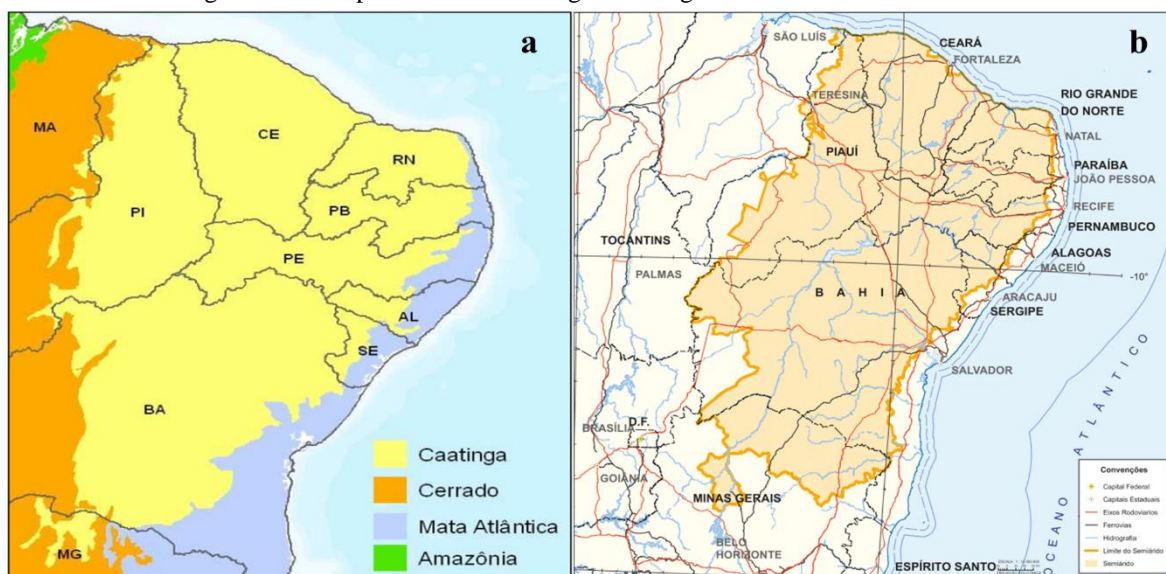 a
MA
CE
RN
PI
PB
PE
AL
SE
BA
MG
Caatinga
Cerrado
Mata Atlântica
Amazônia
b
SÃO LUÍS
CEARÁ
FORTALEZA
TERESINA
RIO GRANDE
DO NORTE
NATAL
PIAUÍ
PARAÍBA
JOÃO PESSOA
RECIFE
PERNAMBUCO
TOCANTINS
ALAGOAS
PALMAS
MACEIÓ
-10°
BAHIA
ARACAJU
SERGIPE
SALVADOR
D.F.
BRASÍLIA
GOIÂNIA
MINAS GERAIS
BELO
HORIZONTE
ESPÍRITO SANTO
OCEANO ATLÂNTICO
Convenções
Capital Federal
Capitais Estaduais
Eixos Rodoviarios
Ferrovias
Hidrografia
Limite do Semiárido
Semiárido